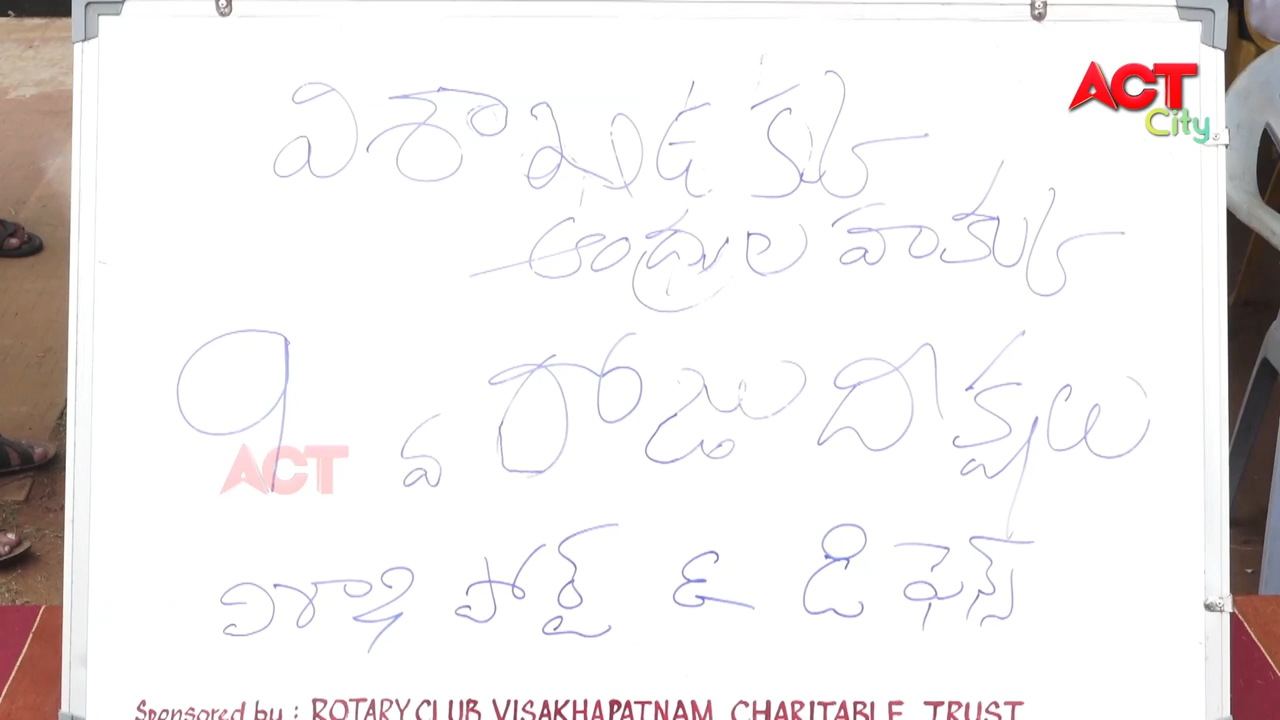 ACT
City
విశాఖ ఉక్కు
ఆంధ్రుల హక్కు
9 వ రోజు దీక్షలు
ACT
విశాఖ పోర్ట్ & డిఫెన్స్
Sponsored by : ROTARY CLUB VISAKHAPATNAM CHARITABLE TRUST